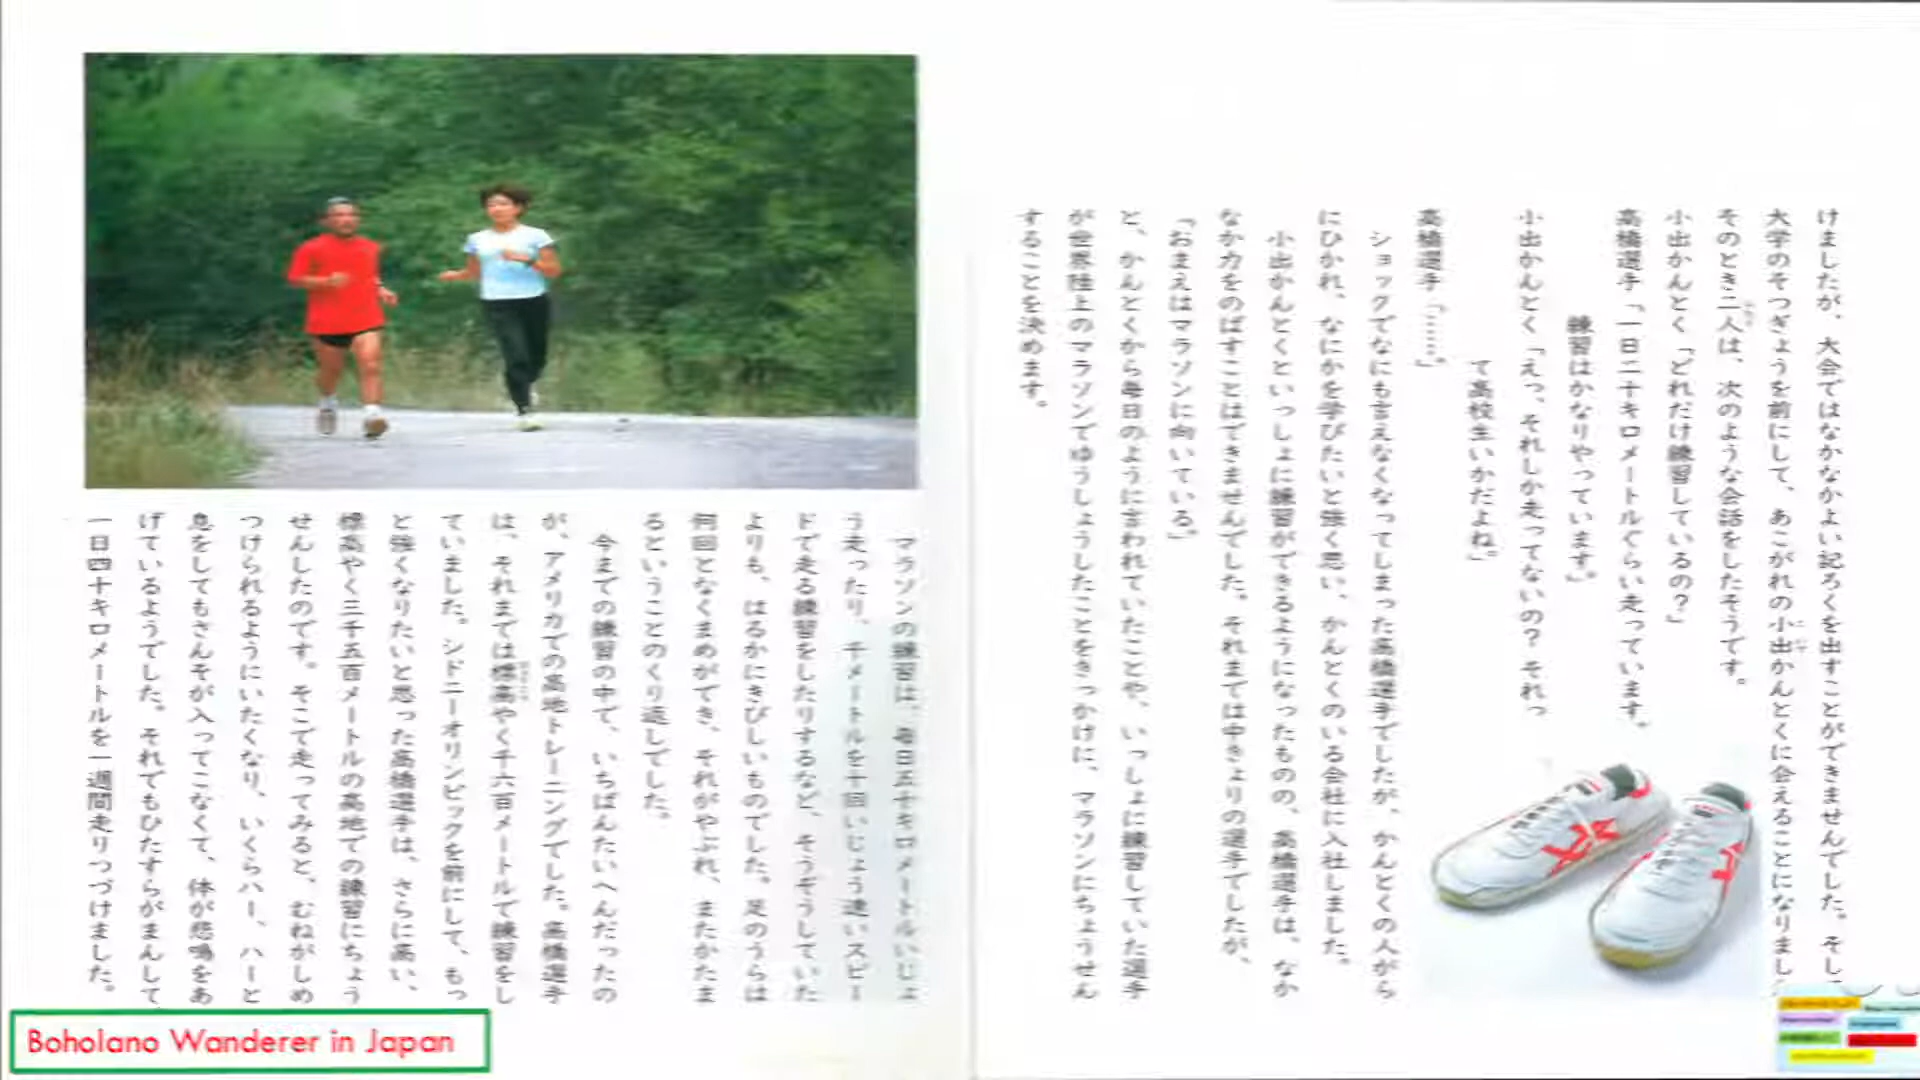 けましたが、大会ではなかなかよい記ろくを出すことができませんでした。そして
大学のそつぎょうを前にして、あこがれの小出かんとくに会えることになりました
そのとき二人は、次のような会話をしたそうです。
小出かんとく「どれだけ練習しているの?」
高橋選手「一日二十キロメートルぐらい走っています。
練習はかなりやっています。」
小出かんとく「えっ、それしか走ってないの? それっ
て高校生いかだよね。」
高橋選手「……。」
ショックでなにも言えなくなってしまった高橋選手でしたが、かんとくの人がら
にひかれ、なにかを学びたいと強く思い、かんとくのいる会社に入社しました。
小出かんとくといっしょに練習ができるようになったものの、高橋選手は、なか
なか力をのばすことはできませんでした。それまでは中きょりの選手でしたが、
「おまえはマラソンに向いている。」
と、かんとくから毎日のように言われていたことや、いっしょに練習していた選手
が世界陸上のマラソンでゆうしょうしたことをきっかけに、マラソンにちょうせん
することを決めます。
マラソンの練習は、毎日五十キロメートルいじょ
う走ったり、千メートルを十回いじょう速いスピー
ドで走る練習をしたりするなど、そうぞうしていた
よりも、はるかにきびしいものでした。足のうらは
何回となくまめができ、それがやぶれ、またかたま
るということのくり返しでした。
今までの練習の中で、いちばんたいへんだったの
が、アメリカでの高地トレーニングでした。高橋選手
は、それまでは標高やく千六百メートルで練習をし
ていました。シドニーオリンピックを前にして、もっ
と強くなりたいと思った高橋選手は、さらに高い、
標高やく三千五百メートルの高地での練習にちょう
せんしたのです。そこで走ってみると、むねがしめ
つけられるようにいたくなり、いくらハー、ハーと
息をしてもさんそが入ってこなくて、体が悲鳴をあ
げているようでした。それでもひたすらがまんして
一日四十キロメートルを一週間走りつづけました。
Boholano Wanderer in Japan